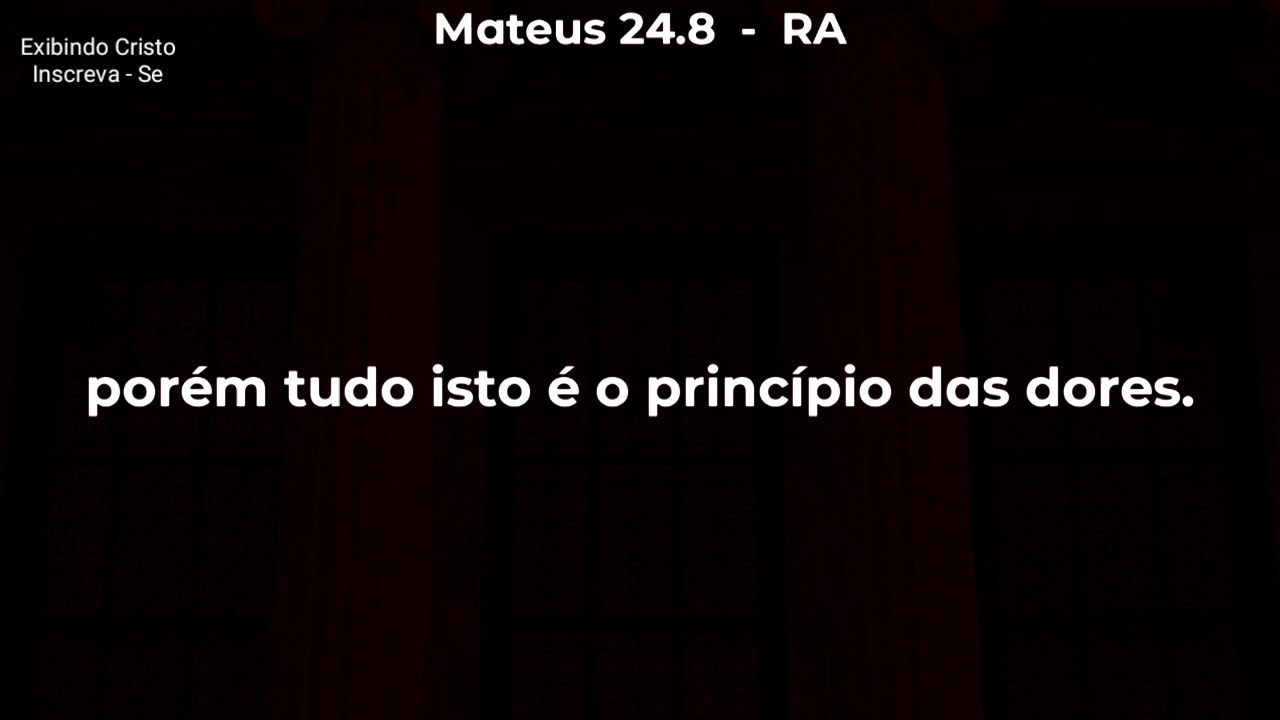 Mateus 24.8 - RA
Exibindo Cristo
Inscreva - Se
porém tudo isto é o princípio das dores.